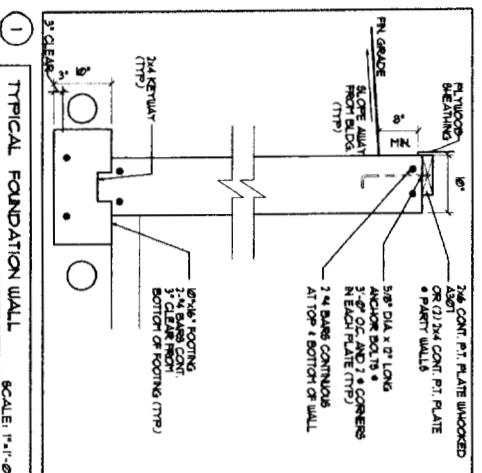 PLYWOOD
SHEATHING
10"
2x6 CONT. P.T. PLATE W/HOOKED
A307
OR (2) 2x4 CONT. P.T. PLATE
@ PARTY WALLS
FIN. GRADE
8"
MIN.
SLOPE AWAY
FROM BLDG.
(TYP.)
5/8" DIA. x 12" LONG
ANCHOR BOLTS @
3'-0" O.C. AND 2 @ CORNERS
IN EACH PLATE (TYP.)
2 #4 BARS CONTINUOUS
AT TOP & BOTTOM OF WALL
2x4 KEYWAY
(TYP.)
10"
3"
3" CLEAR
10"x16" FOOTING
2-#4 BARS CONT.
3" CLEAR FROM
BOTTOM OF FOOTING (TYP.)
1
TYPICAL FOUNDATION WALL
SCALE: 1"=1'-0